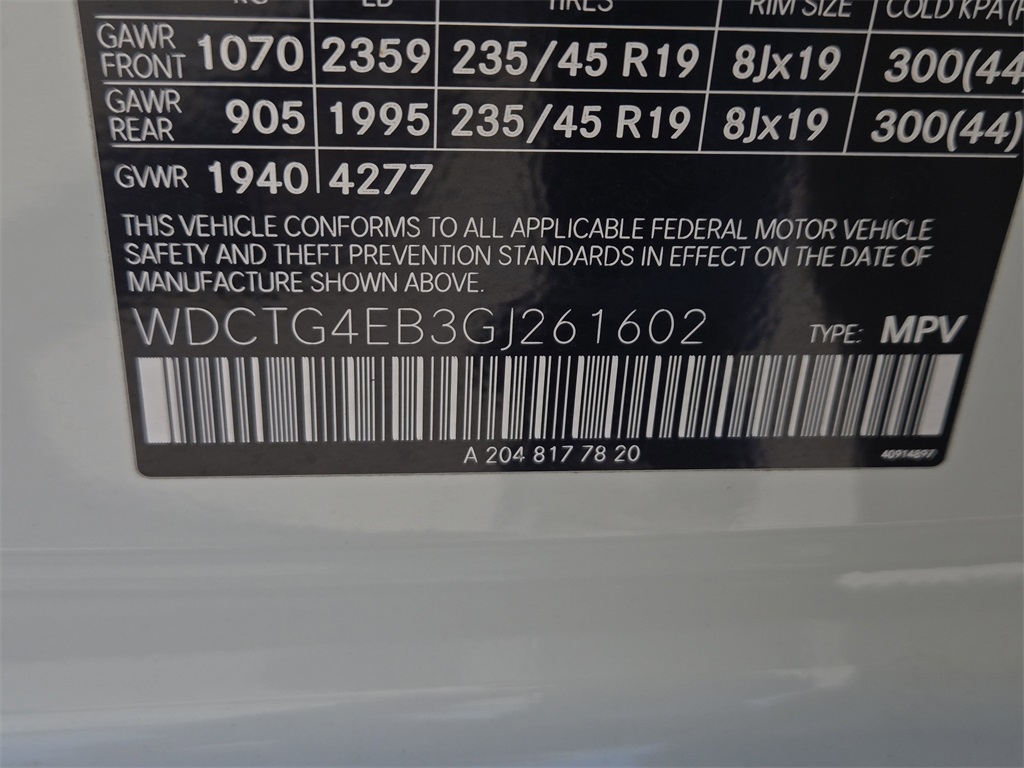 KG LB TIRES RIM SIZE COLD KPA
GAWR FRONT 1070 2359 235/45 R19 8Jx19 300(44
GAWR REAR 905 1995 235/45 R19 8Jx19 300(44)
GVWR 1940 4277
THIS VEHICLE CONFORMS TO ALL APPLICABLE FEDERAL MOTOR VEHICLE
SAFETY AND THEFT PREVENTION STANDARDS IN EFFECT ON THE DATE OF
MANUFACTURE SHOWN ABOVE.
WDCTG4EB3GJ261602 TYPE: MPV
A 204 817 78 20 40914897